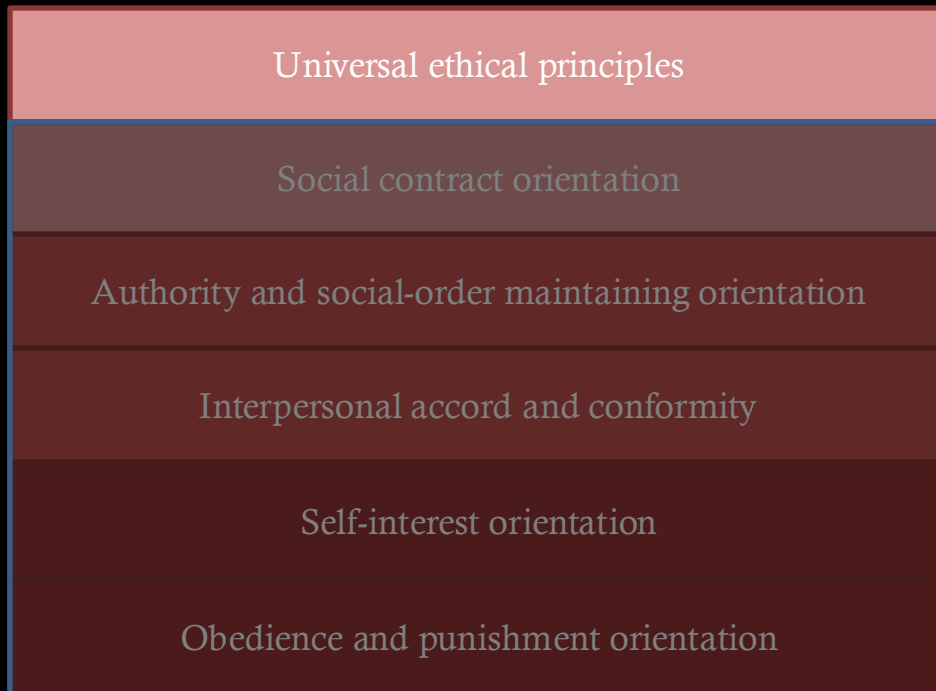 Universal ethical principles
Social contract orientation
Authority and social-order maintaining orientation
Interpersonal accord and conformity
Self-interest orientation
Obedience and punishment orientation